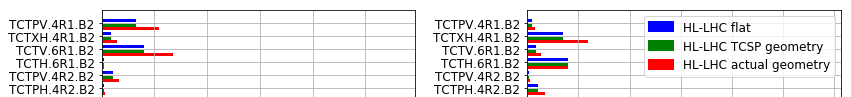 TCTPV.4R1.B2
TCTXH.4R1.B2
TCTV.6R1.B2
TCTH.6R1.B2
TCTPV.4R2.B2
TCTPH.4R2.B2
TCTPV.4R1.B2
TCTXH.4R1.B2
TCTV.6R1.B2
TCTH.6R1.B2
TCTPV.4R2.B2
TCTPH.4R2.B2
HL-LHC flat
HL-LHC TCSP geometry
HL-LHC actual geometry